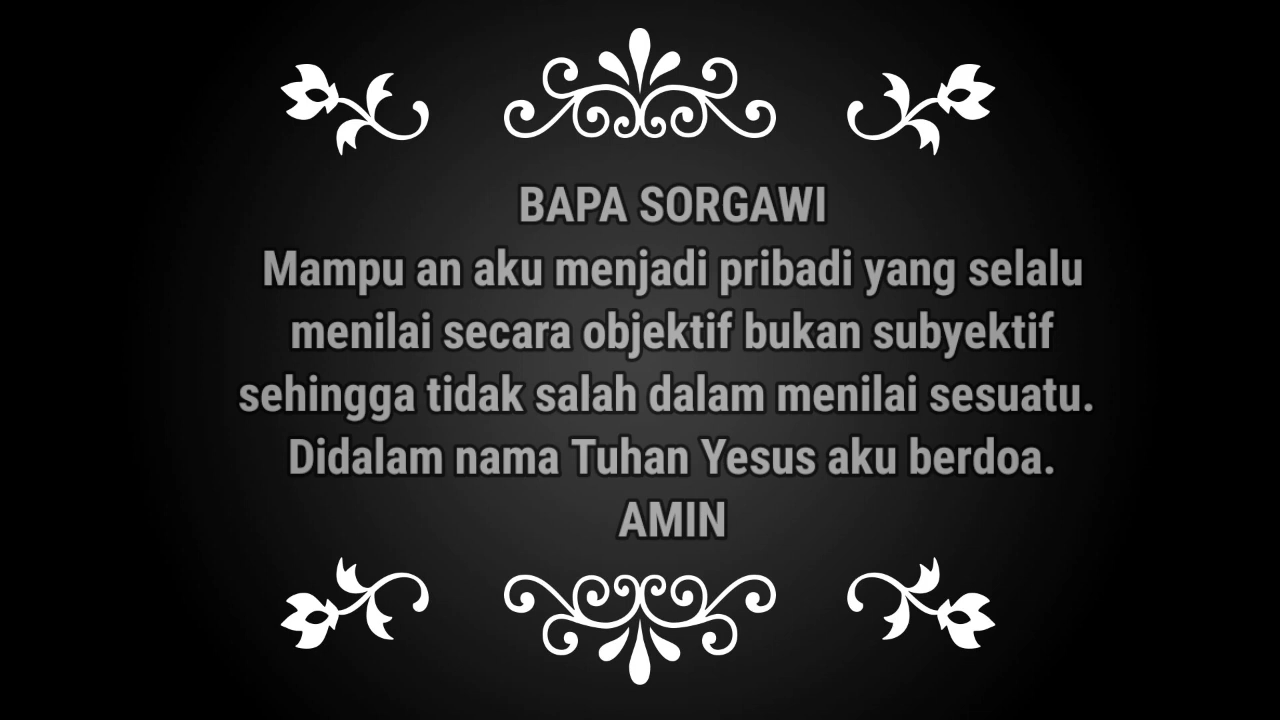 BAPA SORGAWI
Mampu an aku menjadi pribadi yang selalu
menilai secara objektif bukan subyektif
sehingga tidak salah dalam menilai sesuatu.
Didalam nama Tuhan Yesus aku berdoa.
AMIN